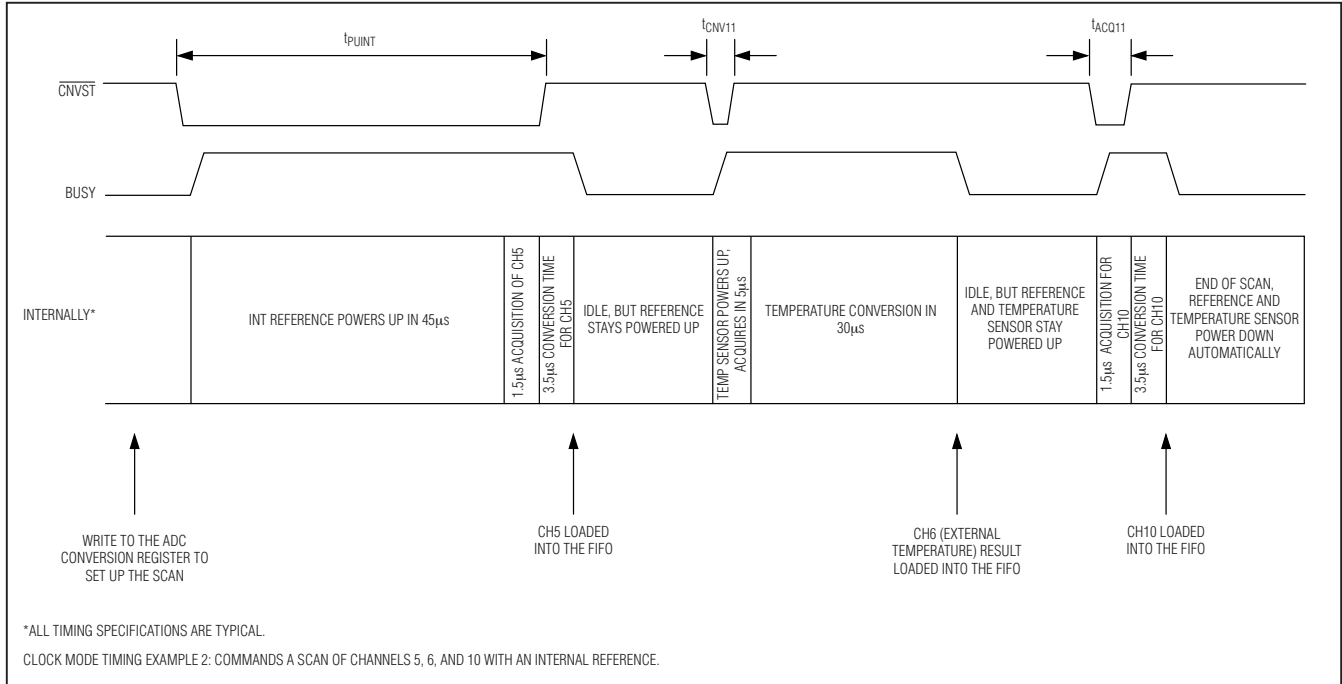 tPUINT
tCNV11
tACQ11
CNVST
BUSY
INTERNALLY*
INT REFERENCE POWERS UP IN 45µs
1.5µs ACQUISITION OF CH5
3.5µs CONVERSION TIME
FOR CH5
IDLE, BUT REFERENCE
STAYS POWERED UP
TEMP SENSOR POWERS UP,
ACQUIRES IN 5µs
TEMPERATURE CONVERSION IN
30µs
IDLE, BUT REFERENCE
AND TEMPERATURE
SENSOR STAY
POWERED UP
1.5µs ACQUISITION FOR
CH10
3.5µs CONVERSION TIME
FOR CH10
END OF SCAN,
REFERENCE AND
TEMPERATURE SENSOR
POWER DOWN
AUTOMATICALLY
WRITE TO THE ADC
CONVERSION REGISTER TO
SET UP THE SCAN
CH5 LOADED
INTO THE FIFO
CH6 (EXTERNAL
TEMPERATURE) RESULT
LOADED INTO THE FIFO
CH10 LOADED
INTO THE FIFO
*ALL TIMING SPECIFICATIONS ARE TYPICAL.
CLOCK MODE TIMING EXAMPLE 2: COMMANDS A SCAN OF CHANNELS 5, 6, AND 10 WITH AN INTERNAL REFERENCE.